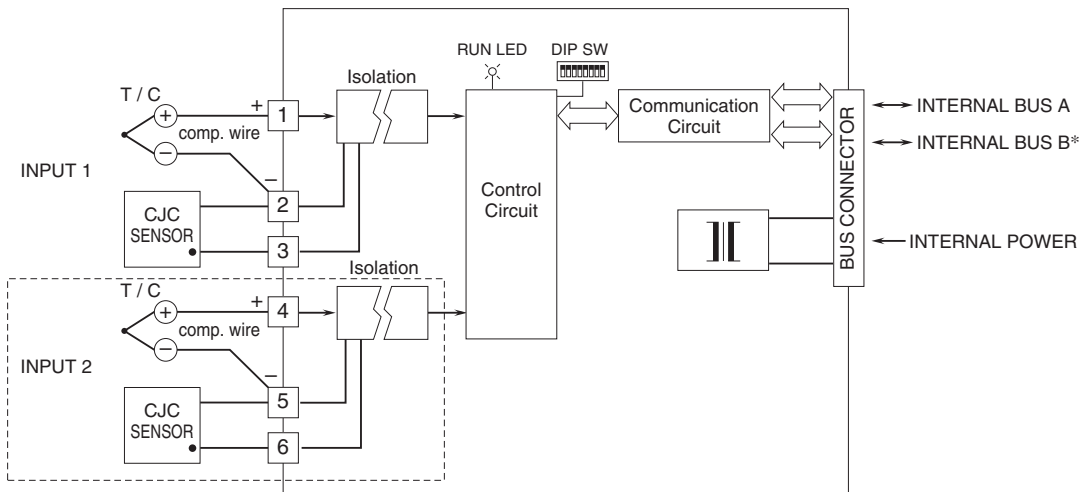 RUN LED
DIP SW
Isolation
T / C
+
+
1
comp. wire
−
−
INPUT 1
2
CJC
SENSOR
3
Control
Circuit
Communication
Circuit
BUS CONNECTOR
INTERNAL BUS A
INTERNAL BUS B*
INTERNAL POWER
Isolation
T / C
+
+
4
comp. wire
−
−
INPUT 2
5
CJC
SENSOR
6